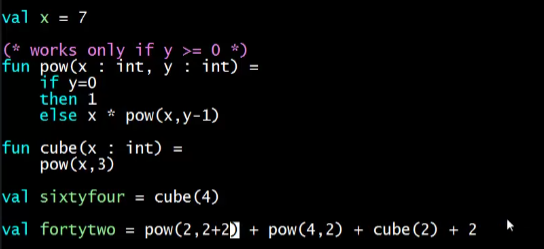 val x = 7
(* works only if y >= 0 *)
fun pow(x : int, y : int) =
if y=0
then 1
else x * pow(x,y-1)
fun cube(x : int) =
pow(x,3)
val sixtyfour = cube(4)
val fortytwo = pow(2,2+2) + pow(4,2) + cube(2) + 2